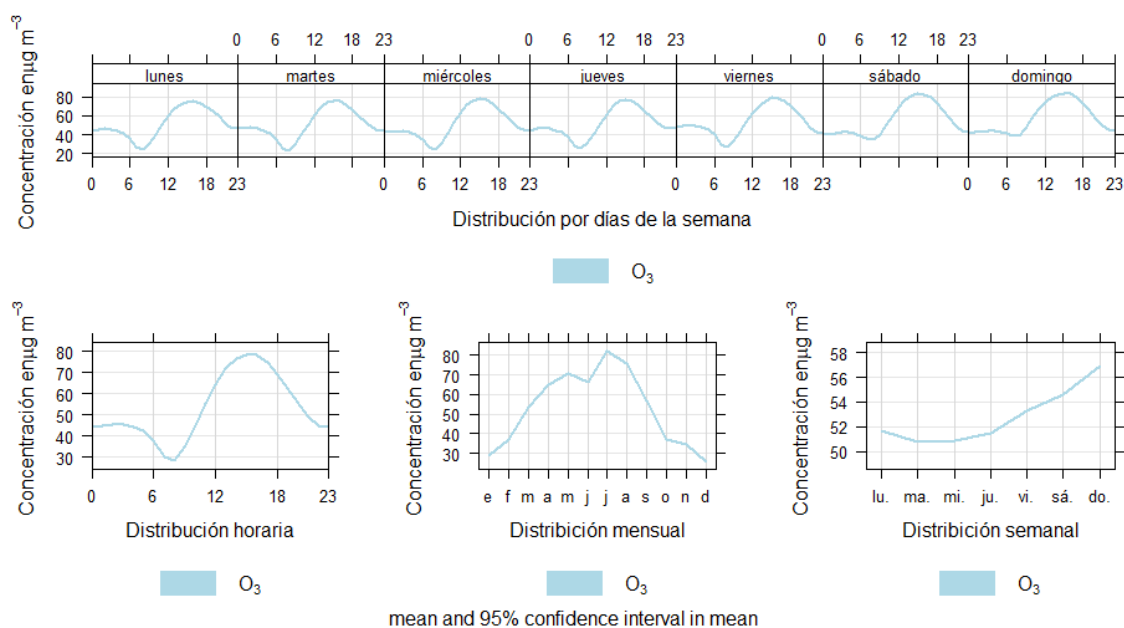 0 6 12 18 23 0 6 12 18 23 0 6 12 18 23
lunes martes miércoles jueves viernes sábado domingo
Concentración enµg m⁻³
80
60
40
20
0 6 12 18 23 0 6 12 18 23 0 6 12 18 23 0 6 12 18 23
Distribución por días de la semana
O₃
Concentración enµg m⁻³
80
70
60
50
40
30
0 6 12 18 23
Distribución horaria
O₃
Concentración enµg m⁻³
80
70
60
50
40
30
e f m a m j j a s o n d
Distribición mensual
O₃
Concentración enµg m⁻³
58
56
54
52
50
lu. ma. mi. ju. vi. sá. do.
Distribición semanal
O₃
mean and 95% confidence interval in mean